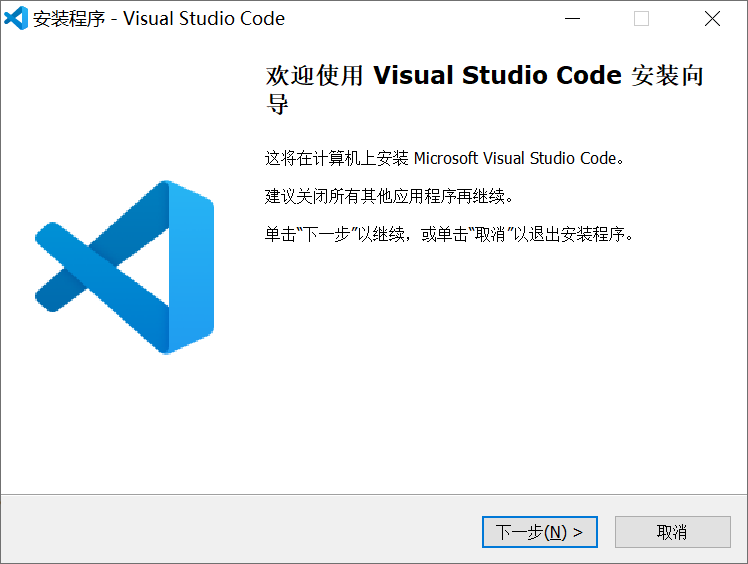 安装程序 - Visual Studio Code
欢迎使用 Visual Studio Code 安装向
导
这将在计算机上安装 Microsoft Visual Studio Code。
建议关闭所有其他应用程序再继续。
单击“下一步”以继续，或单击“取消”以退出安装程序。
下一步(N) >
取消